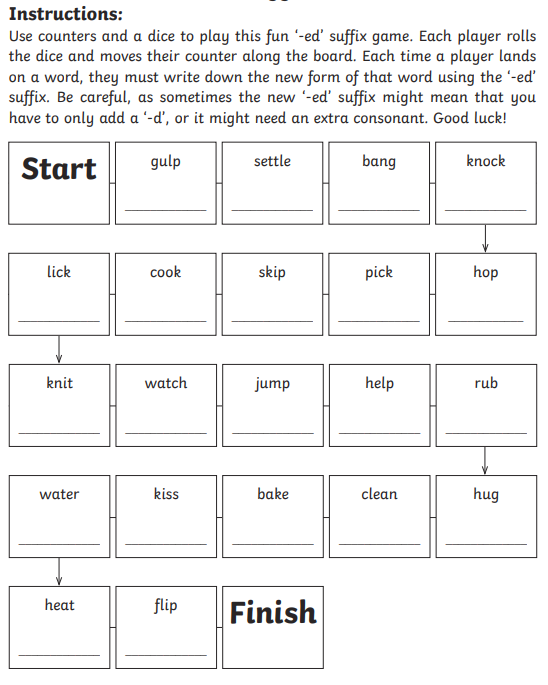 Instructions:
Use counters and a dice to play this fun ‘-ed’ suffix game. Each player rolls
the dice and moves their counter along the board. Each time a player lands
on a word, they must write down the new form of that word using the ‘-ed’
suffix. Be careful, as sometimes the new ‘-ed’ suffix might mean that you
have to only add a ‘-d’, or it might need an extra consonant. Good luck!
Start gulp settle bang knock
lick cook skip pick hop
knit watch jump help rub
water kiss bake clean hug
heat flip Finish